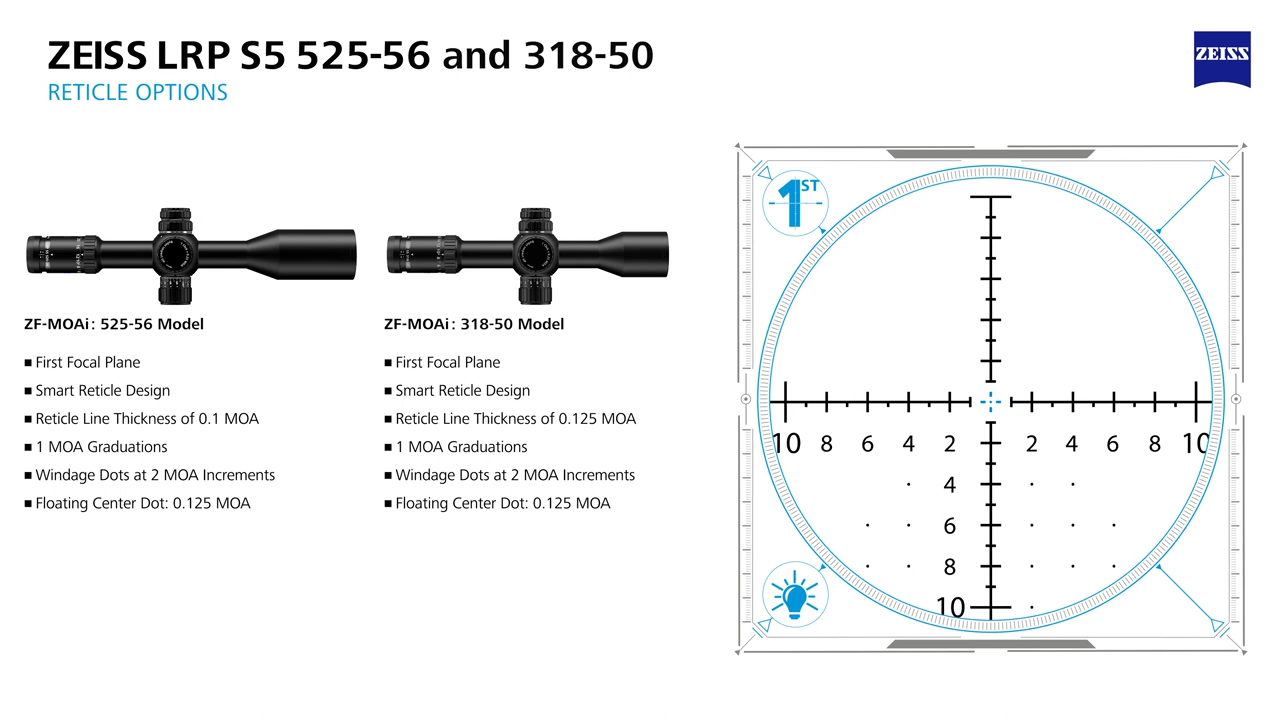 ZEISS LRP S5 525-56 and 318-50
RETICLE OPTIONS
ZEISS
ZF-MOAi: 525-56 Model
First Focal Plane
Smart Reticle Design
Reticle Line Thickness of 0.1 MOA
1 MOA Graduations
Windage Dots at 2 MOA Increments
Floating Center Dot: 0.125 MOA
ZF-MOAi: 318-50 Model
First Focal Plane
Smart Reticle Design
Reticle Line Thickness of 0.125 MOA
1 MOA Graduations
Windage Dots at 2 MOA Increments
Floating Center Dot: 0.125 MOA
1ST
10 8 6 4 2 2 4 6 8 10
4
6
8
10